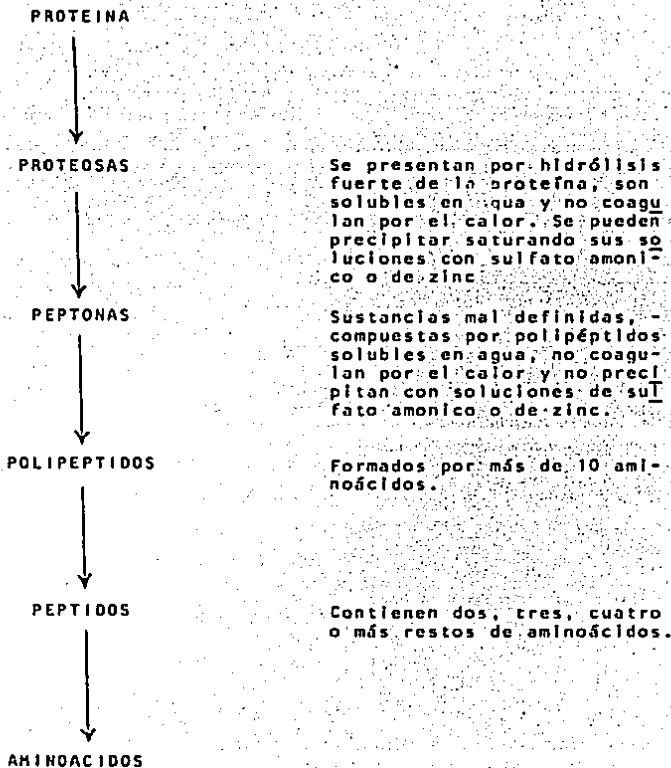 PROTEINA
PROTEOSAS
Se presentan por hidrólisis
fuerte de la proteína, son
solubles en agua y no coagu
lan por el calor. Se pueden
precipitar saturando sus so
luciones con sulfato amoni-
co o de zinc
PEPTONAS
Sustancias mal definidas, -
compuestas por polipéptidos
solubles en agua, no coagu-
lan por el calor y no preci
pitan con soluciones de sul
fato amonico o de zinc.
POLIPEPTIDOS
Formados por más de 10 ami-
noácidos.
PEPTIDOS
Contienen dos, tres, cuatro
o más restos de aminoácidos.
AMINOACIDOS